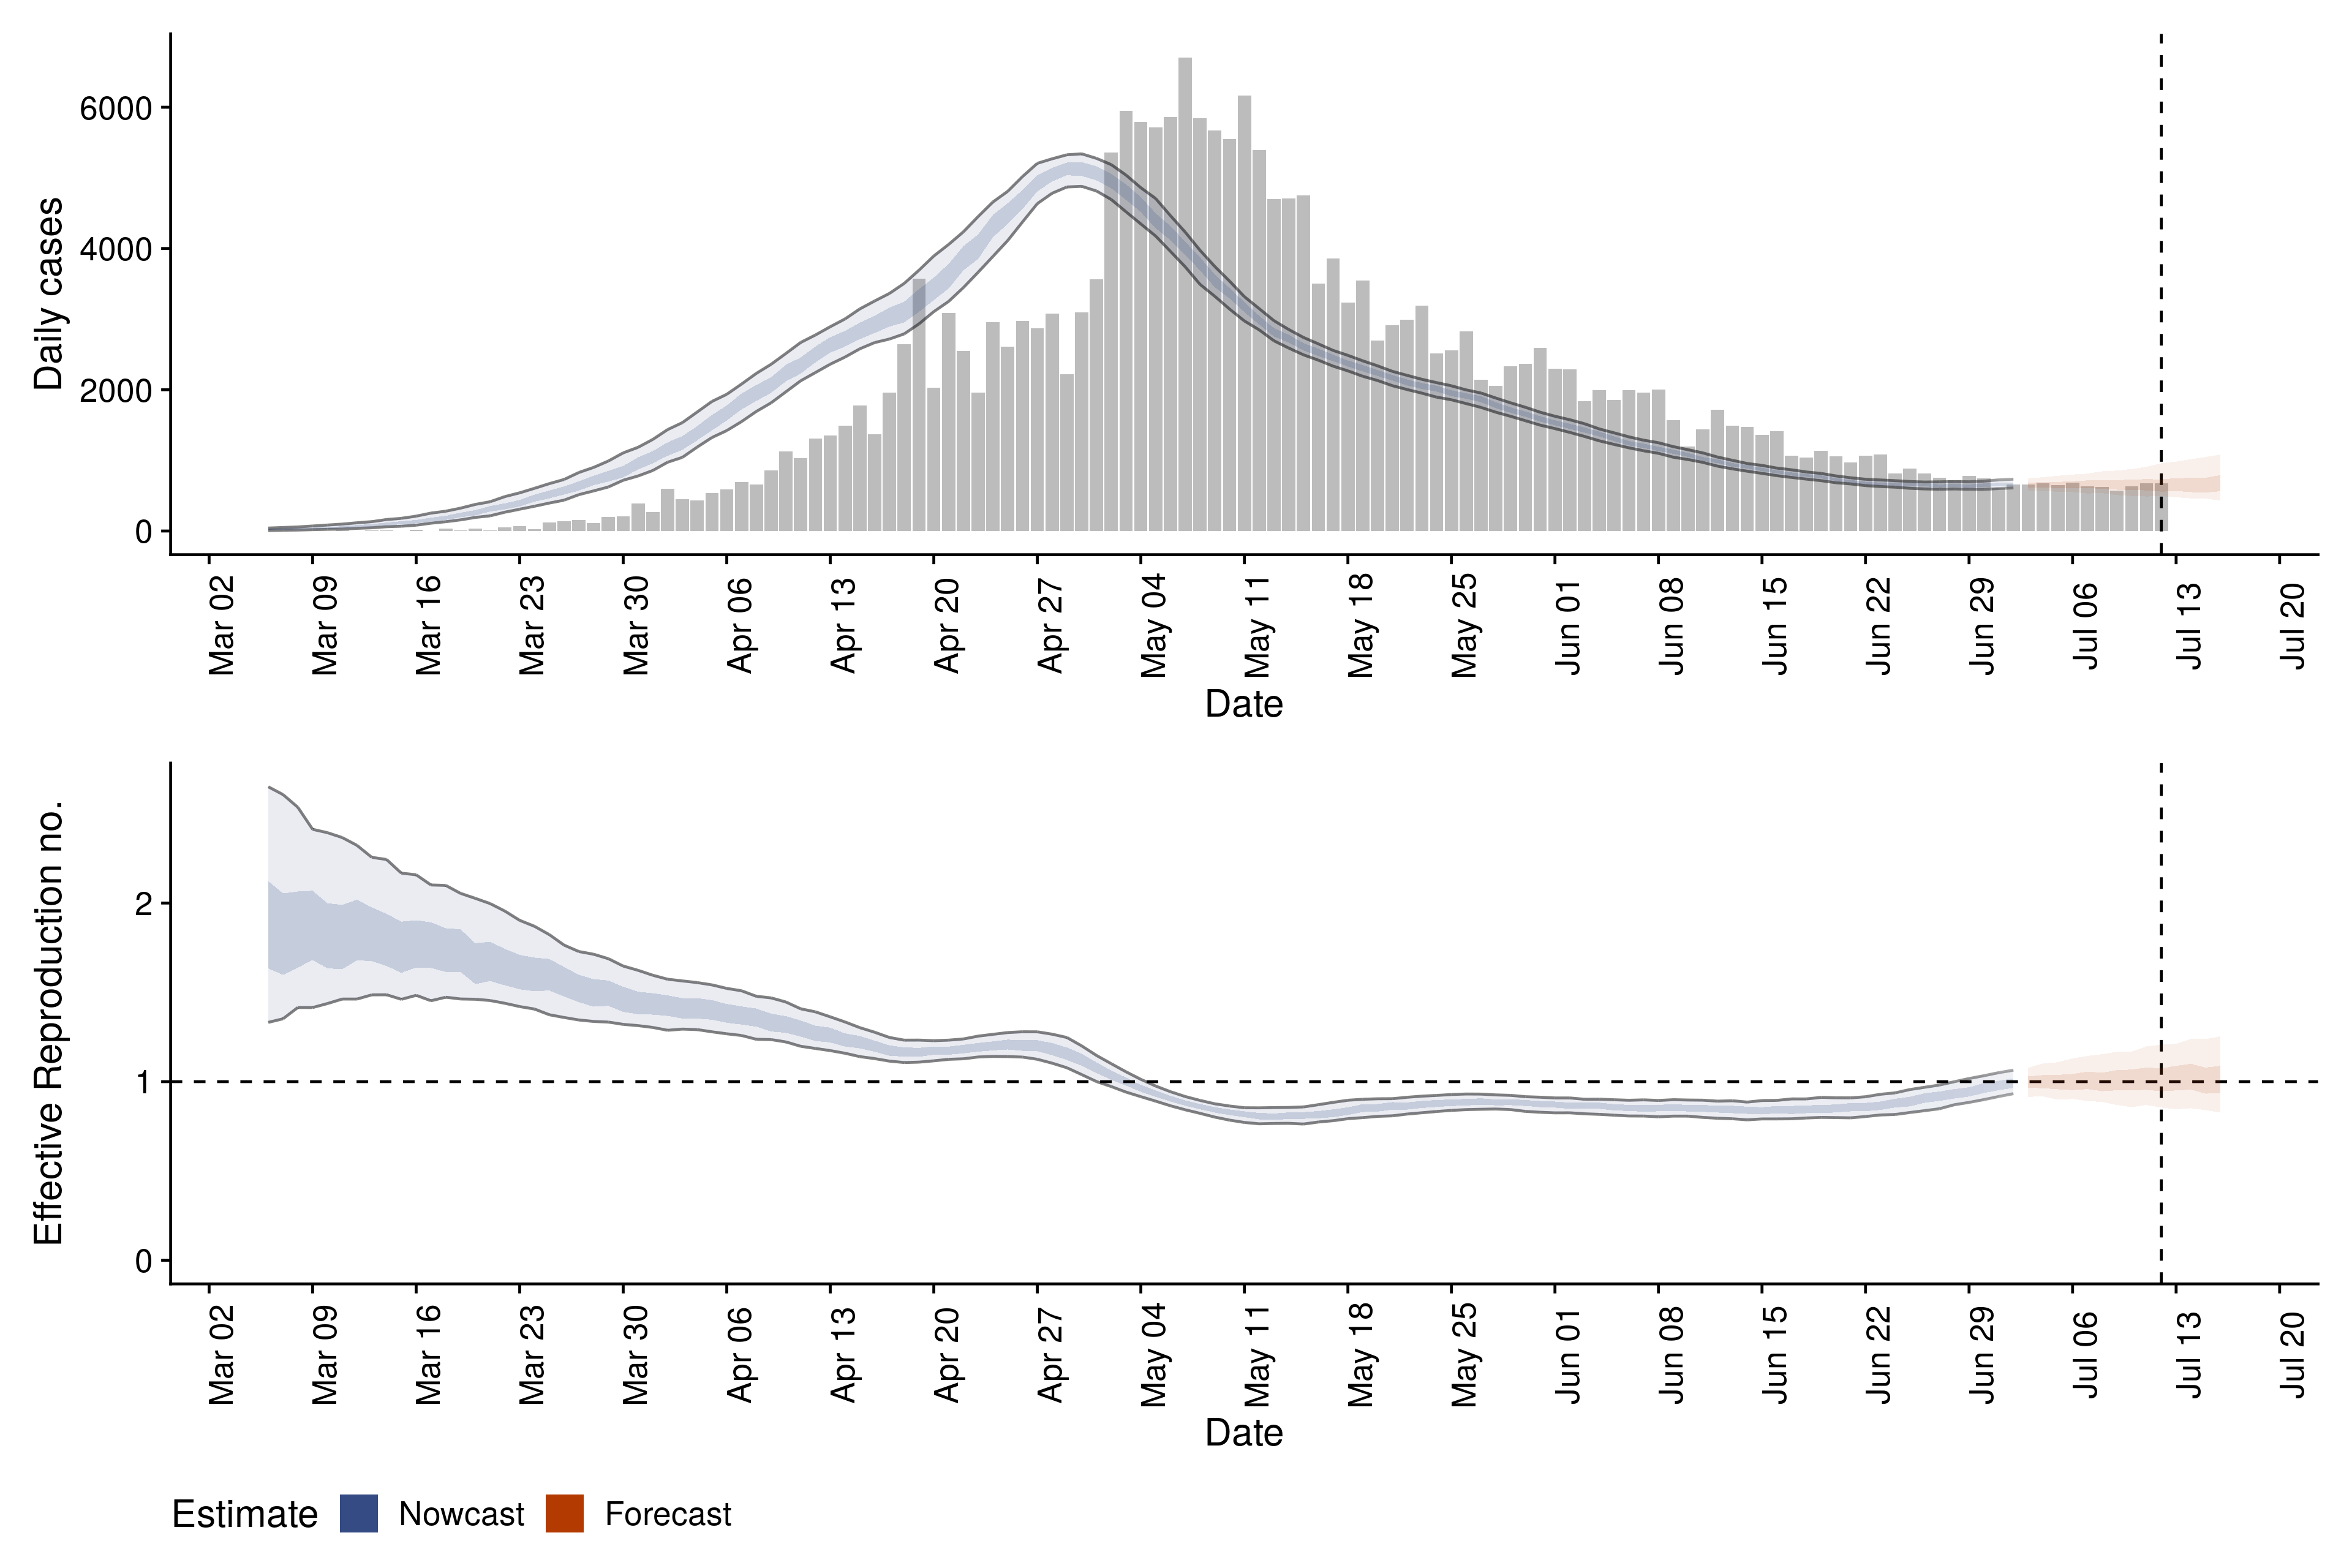 Daily cases
6000
4000
2000
0
Mar 02 Mar 09 Mar 16 Mar 23 Mar 30 Apr 06 Apr 13 Apr 20 Apr 27 May 04 May 11 May 18 May 25 Jun 01 Jun 08 Jun 15 Jun 22 Jun 29 Jul 06 Jul 13 Jul 20
Date
Effective Reproduction no.
2
1
0
Mar 02 Mar 09 Mar 16 Mar 23 Mar 30 Apr 06 Apr 13 Apr 20 Apr 27 May 04 May 11 May 18 May 25 Jun 01 Jun 08 Jun 15 Jun 22 Jun 29 Jul 06 Jul 13 Jul 20
Date
Estimate Nowcast Forecast